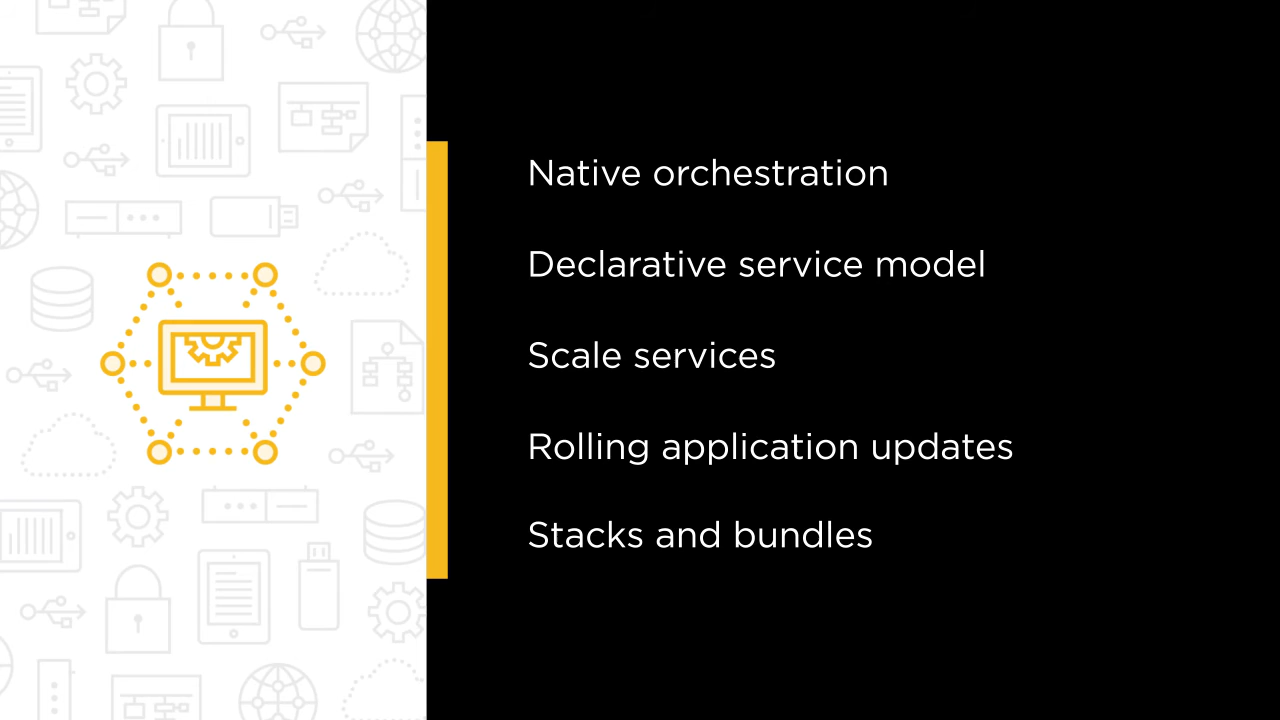 Native orchestration
Declarative service model
Scale services
Rolling application updates
Stacks and bundles